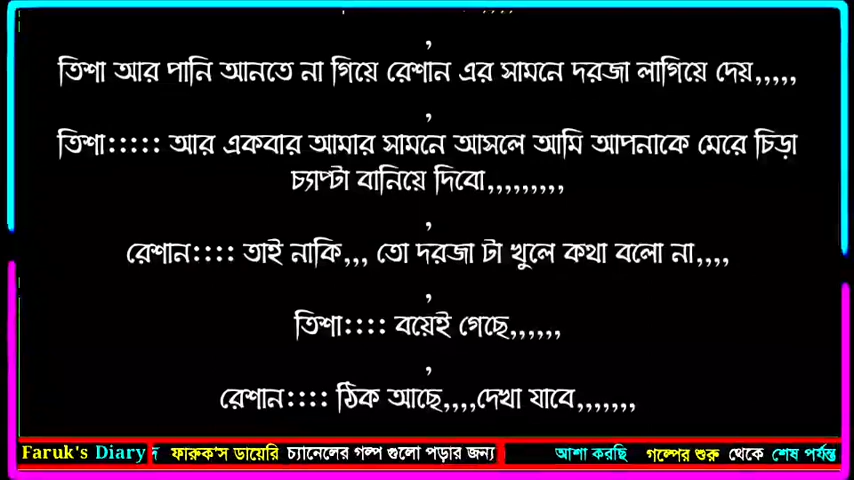 ,
তিশা আর পানি আনতে না গিয়ে রেশান এর সামনে দরজা লাগিয়ে দেয়,,,,,
,
তিশা::::: আর একবার আমার সামনে আসলে আমি আপনাকে মেরে চিড়া
চ্যাপ্টা বানিয়ে দিবো,,,,,,,,,
,
রেশান:::: তাই নাকি,,, তো দরজা টা খুলে কথা বলো না,,,,
,
তিশা:::: বয়েই গেছে,,,,,,
,
রেশান:::: ঠিক আছে,,,,দেখা যাবে,,,,,,,
Faruk's Diary ফারুক'স ডায়েরি চ্যানেলের গল্প গুলো পড়ার জন্য আশা করছি গল্পের শুরু থেকে শেষ পর্যন্ত